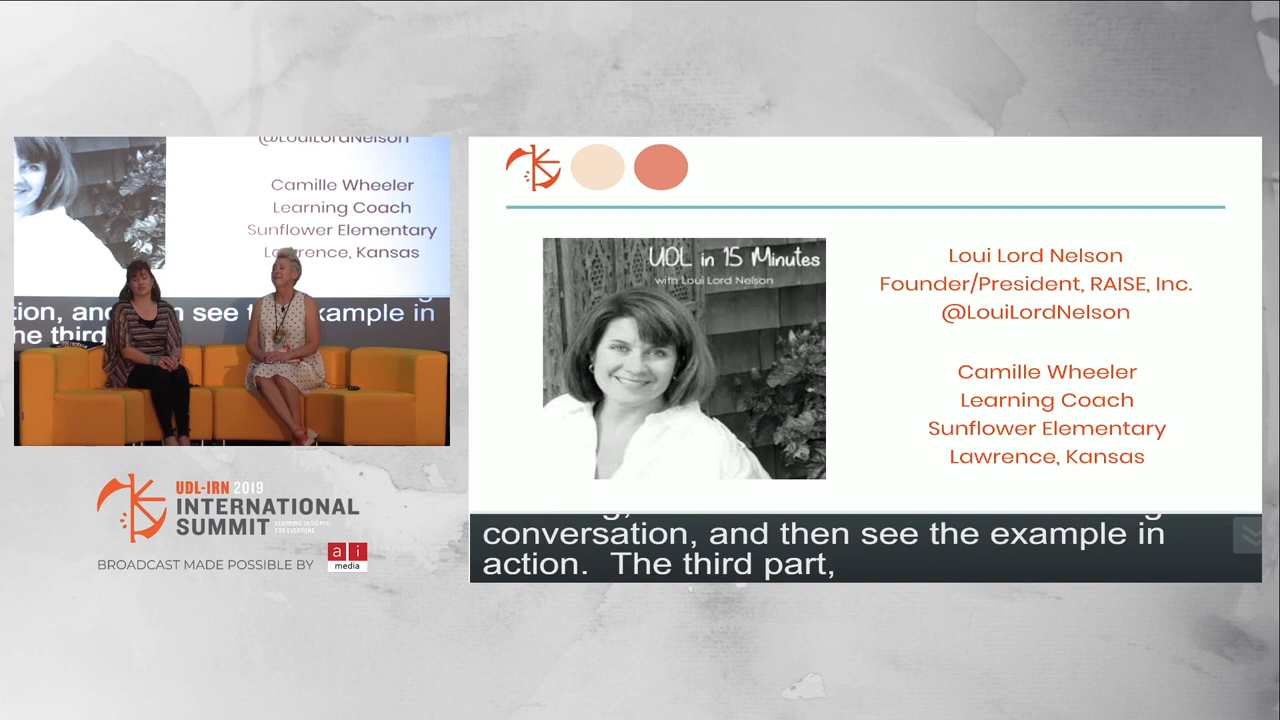 @LouiLordNelson
Camille Wheeler
Learning Coach
Sunflower Elementary
Lawrence, Kansas
tion, and then see the example in
he third
UDL-IRN 2019
INTERNATIONAL
SUMMIT
LEARNING DESIGNED
FOR EVERYONE
BROADCAST MADE POSSIBLE BY
ai
media
UDL in 15 Minutes
with Loui Lord Nelson
Loui Lord Nelson
Founder/President, RAISE, Inc.
@LouiLordNelson
Camille Wheeler
Learning Coach
Sunflower Elementary
Lawrence, Kansas
conversation, and then see the example in
action. The third part,